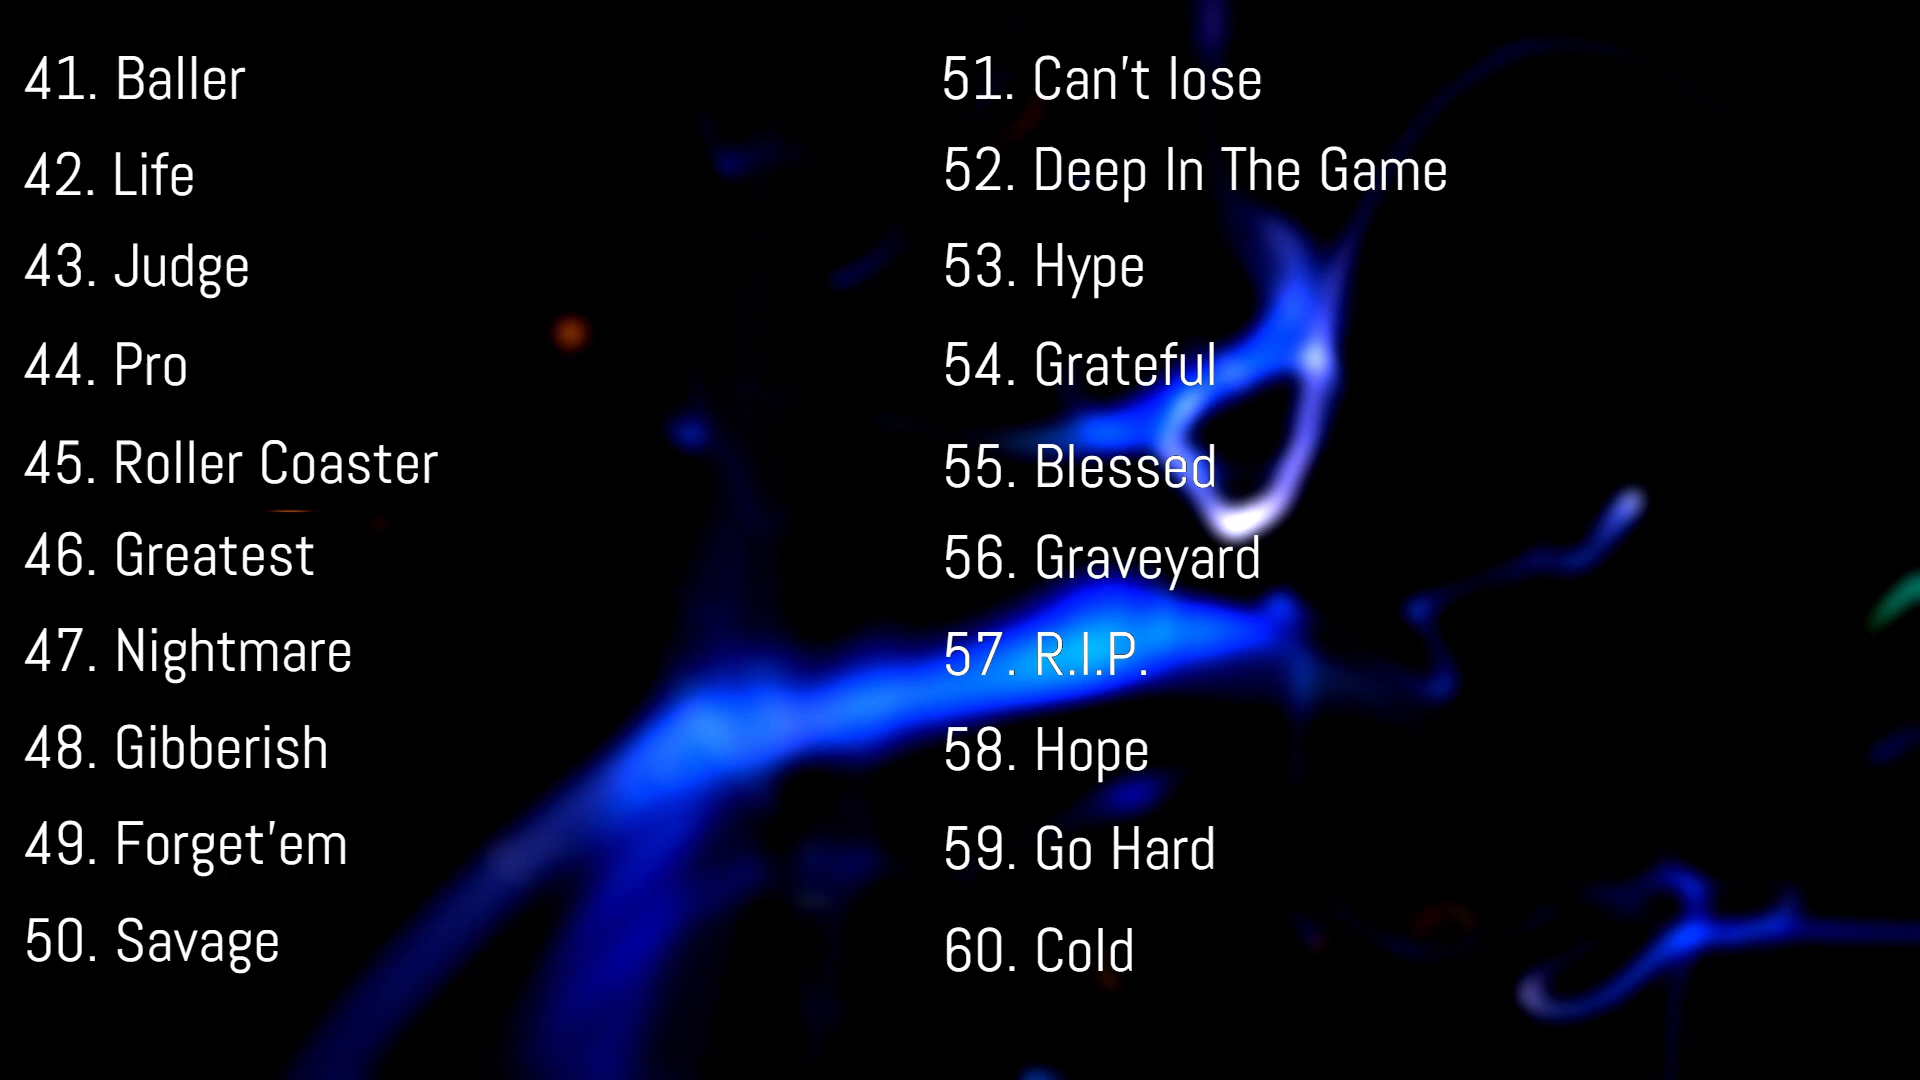 41. Baller
42. Life
43. Judge
44. Pro
45. Roller Coaster
46. Greatest
47. Nightmare
48. Gibberish
49. Forget'em
50. Savage
51. Can't lose
52. Deep In The Game
53. Hype
54. Grateful
55. Blessed
56. Graveyard
57. R.I.P.
58. Hope
59. Go Hard
60. Cold